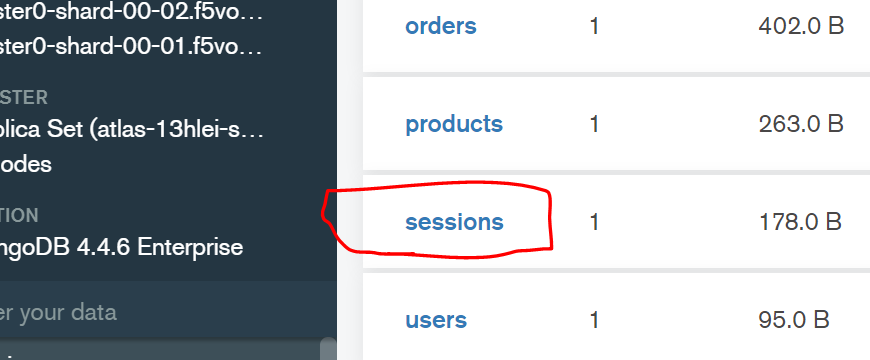 ster0-shard-00-02.f5vo…
ster0-shard-00-01.f5vo…
STER
plica Set (atlas-13hlei-s…
odes
TION
ngoDB 4.4.6 Enterprise
er your data
orders 1 402.0 B
products 1 263.0 B
sessions 1 178.0 B
users 1 95.0 B